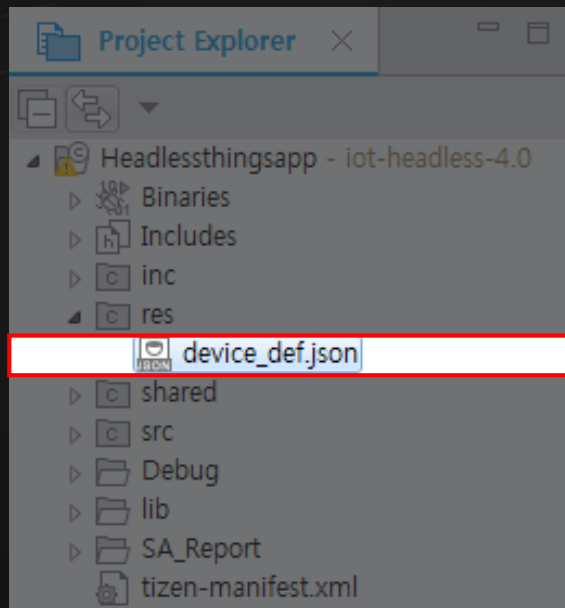 Project Explorer
Headlessthingsapp - iot-headless-4.0
Binaries
Includes
inc
res
device_def.json
shared
src
Debug
lib
SA_Report
tizen-manifest.xml